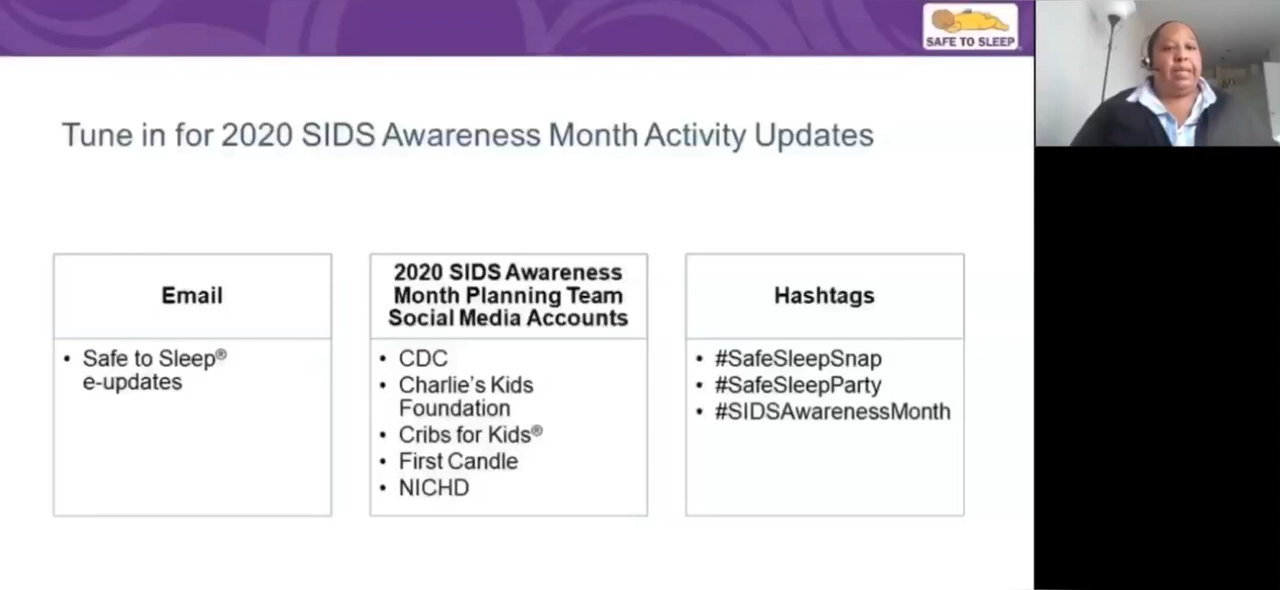 SAFE TO SLEEP
Tune in for 2020 SIDS Awareness Month Activity Updates
Email
• Safe to Sleep®
e-updates
2020 SIDS Awareness
Month Planning Team
Social Media Accounts
• CDC
• Charlie's Kids
Foundation
• Cribs for Kids®
• First Candle
• NICHD
Hashtags
• #SafeSleepSnap
• #SafeSleepParty
• #SIDSAwarenessMonth